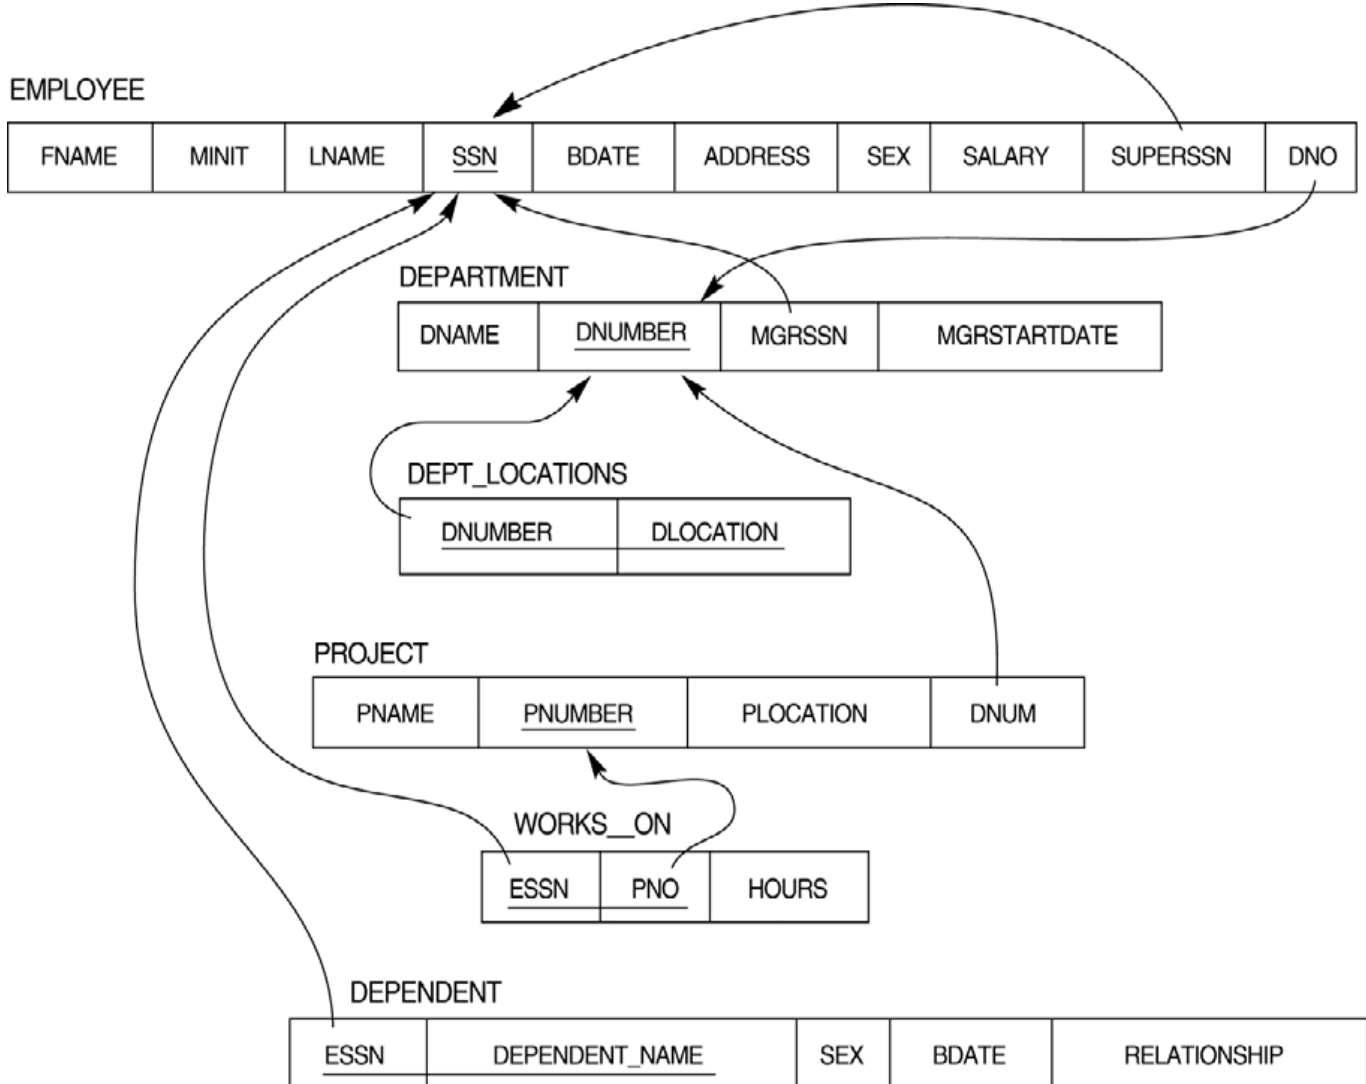 EMPLOYEE
FNAME MINIT LNAME SSN BDATE ADDRESS SEX SALARY SUPERSSN DNO
DEPARTMENT
DNAME DNUMBER MGRSSN MGRSTARTDATE
DEPT_LOCATIONS
DNUMBER DLOCATION
PROJECT
PNAME PNUMBER PLOCATION DNUM
WORKS__ON
ESSN PNO HOURS
DEPENDENT
ESSN DEPENDENT_NAME SEX BDATE RELATIONSHIP